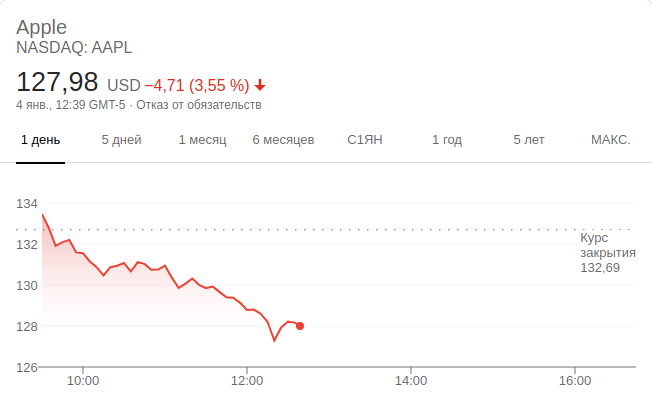 Apple
NASDAQ: AAPL
127,98 USD −4,71 (3,55 %)
4 янв., 12:39 GMT-5 · Отказ от обязательств
1 день 5 дней 1 месяц 6 месяцев С1ЯН 1 год 5 лет МАКС.
134
132
130
128
126
Курс
закрытия
132,69
10:00 12:00 14:00 16:00